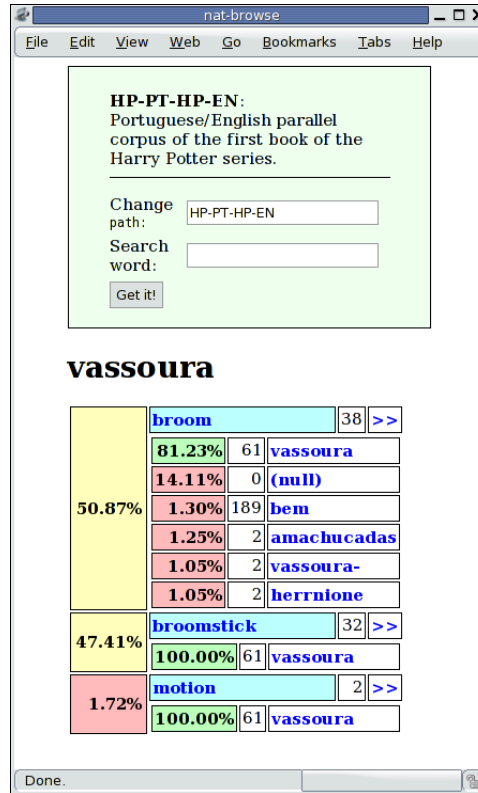 nat-browse
File Edit View Web Go Bookmarks Tabs Help
HP-PT-HP-EN:
Portuguese/English parallel
corpus of the first book of the
Harry Potter series.
Change
path: HP-PT-HP-EN
Search
word:
Get it!
vassoura
50.87%
broom 38 >>
81.23% 61 vassoura
14.11% 0 (null)
1.30% 189 bem
1.25% 2 amachucadas
1.05% 2 vassoura-
1.05% 2 herrnione
47.41%
broomstick 32 >>
100.00% 61 vassoura
1.72%
motion 2 >>
100.00% 61 vassoura
Done.